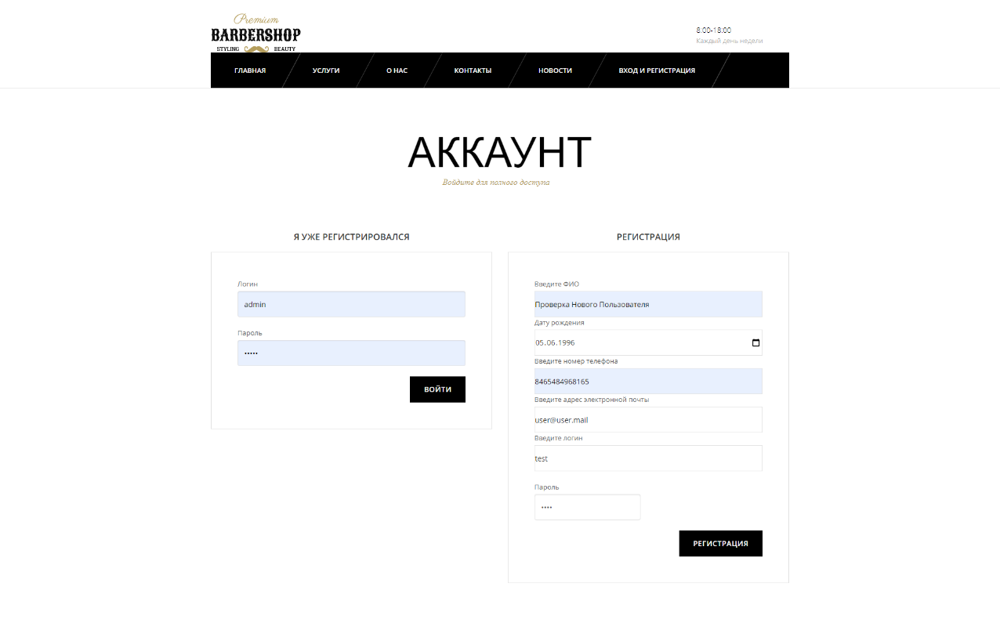 Premium
BARBERSHOP
STYLING BEAUTY
8:00-18:00
Каждый день недели
ГЛАВНАЯ УСЛУГИ О НАС КОНТАКТЫ НОВОСТИ ВХОД И РЕГИСТРАЦИЯ
АККАУНТ
Войдите для полного доступа
Я УЖЕ РЕГИСТРИРОВАЛСЯ
Логин
admin
Пароль
•••••
ВОЙТИ
РЕГИСТРАЦИЯ
Введите ФИО
Проверка Нового Пользователя
Дату рождения
05.06.1996
Введите номер телефона
8465484968165
Введите адрес электронной почты
user@user.mail
Введите логин
test
Пароль
••••
РЕГИСТРАЦИЯ